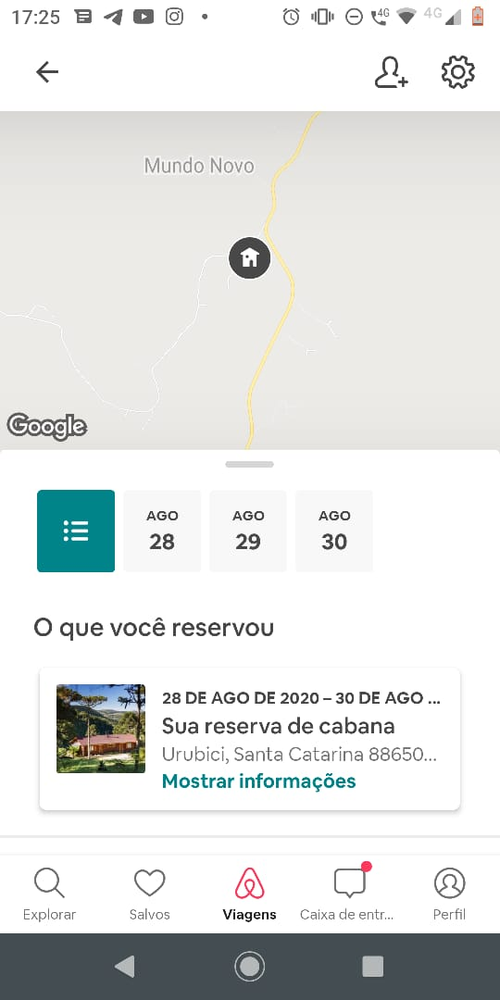 17:25
4G
4G
Mundo Novo
Google
AGO
28
AGO
29
AGO
30
O que você reservou
28 DE AGO DE 2020 – 30 DE AGO ...
Sua reserva de cabana
Urubici, Santa Catarina 88650...
Mostrar informações
Explorar
Salvos
Viagens
Caixa de entr...
Perfil